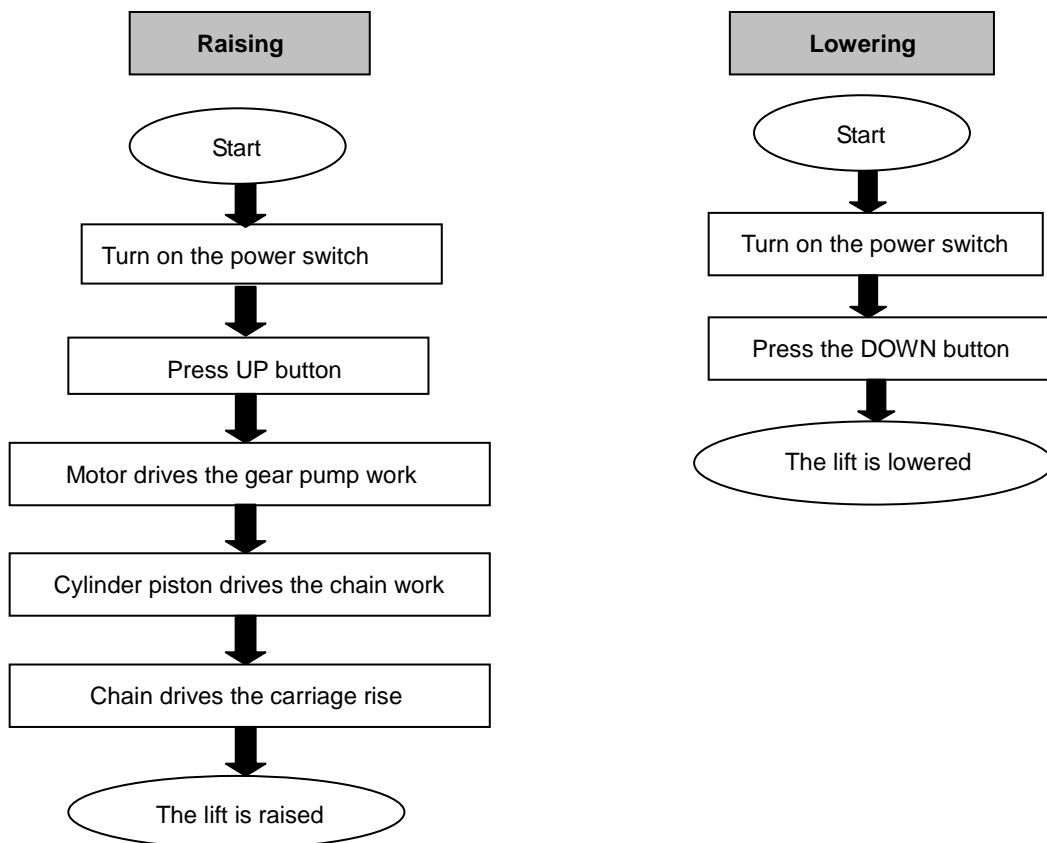 Raising
Start
Turn on the power switch
Press UP button
Motor drives the gear pump work
Cylinder piston drives the chain work
Chain drives the carriage rise
The lift is raised
Lowering
Start
Turn on the power switch
Press the DOWN button
The lift is lowered